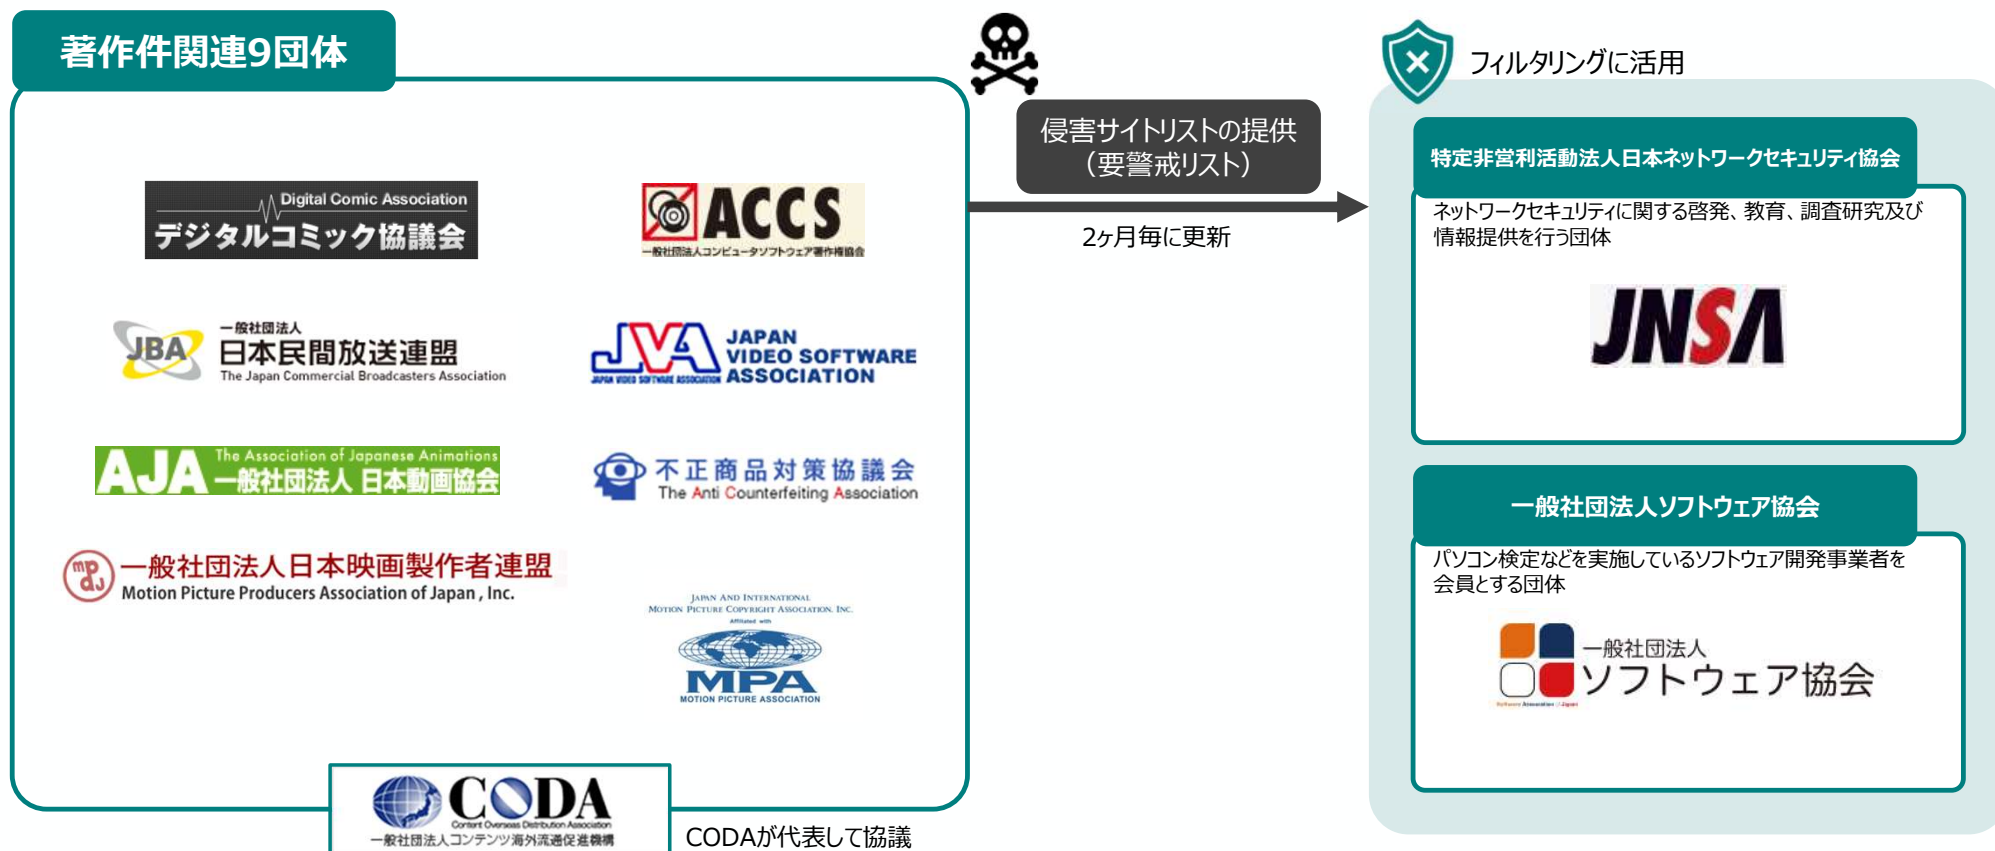 著作件関連9団体
Digital Comic Association
デジタルコミック協議会
ACCS
一般社団法人コンピュータソフトウェア著作権協会
JBA
一般社団法人
日本民間放送連盟
The Japan Commercial Broadcasters Association
JVA
JAPAN VIDEO SOFTWARE ASSOCIATION
JAPAN
VIDEO SOFTWARE
ASSOCIATION
AJA
The Association of Japanese Animations
一般社団法人 日本動画協会
不正商品対策協議会
The Anti Counterfeiting Association
mpaj
一般社団法人日本映画製作者連盟
Motion Picture Producers Association of Japan , Inc.
JAPAN AND INTERNATIONAL
MOTION PICTURE COPYRIGHT ASSOCIATION. INC.
Affiliated with
MPA
MOTION PICTURE ASSOCIATION
CODA
Content Overseas Distribution Association
一般社団法人コンテンツ海外流通促進機構
CODAが代表して協議
侵害サイトリストの提供
（要警戒リスト）
2ヶ月毎に更新
フィルタリングに活用
特定非営利活動法人日本ネットワークセキュリティ協会
ネットワークセキュリティに関する啓発、教育、調査研究及び
情報提供を行う団体
JNSA
一般社団法人ソフトウェア協会
パソコン検定などを実施しているソフトウェア開発事業者を
会員とする団体
一般社団法人
ソフトウェア協会
Software Association of Japan